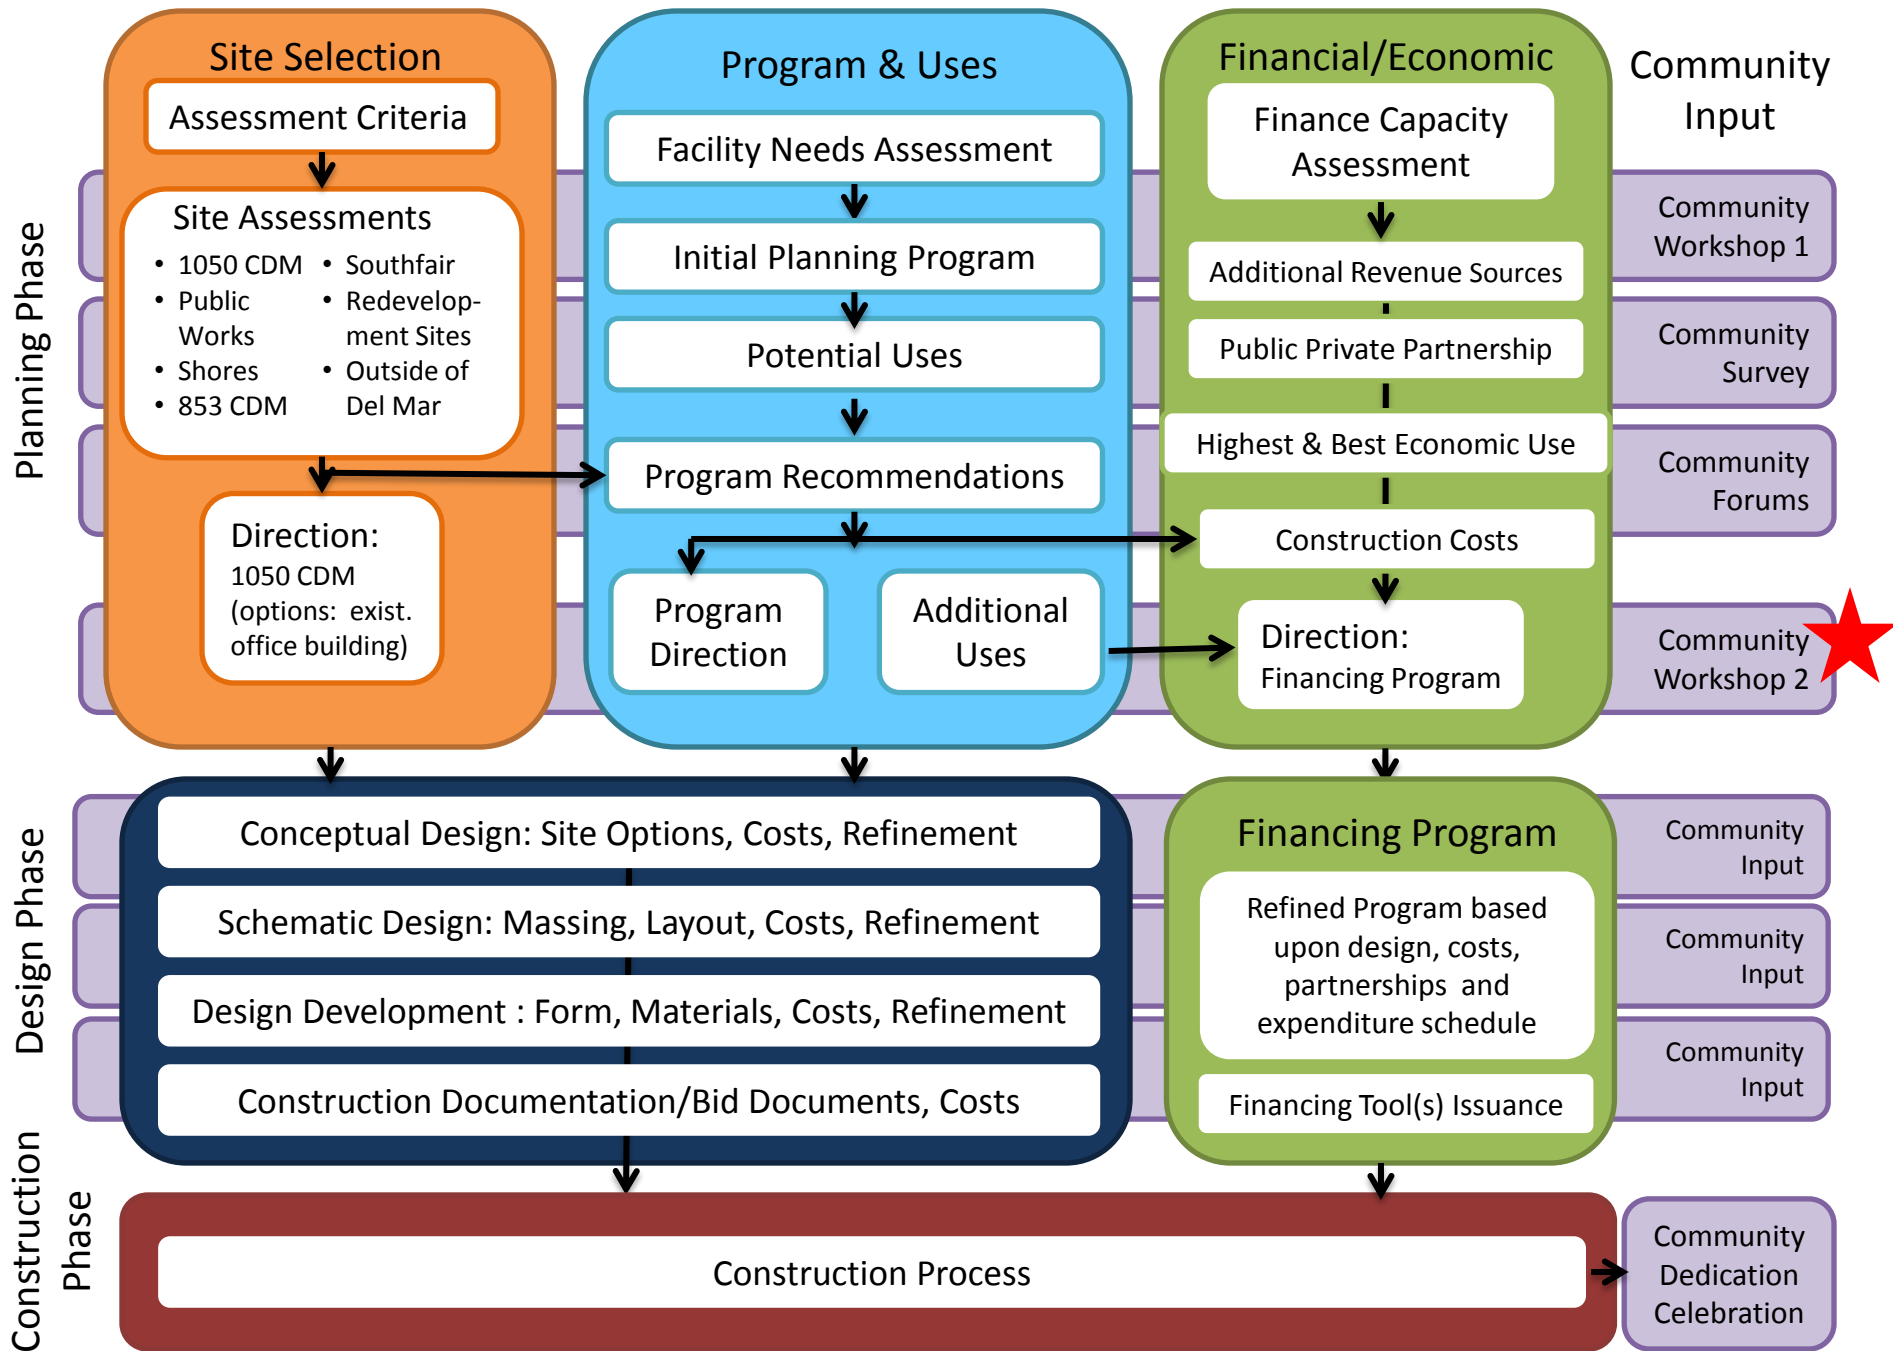 Site Selection
Assessment Criteria
Site Assessments
• 1050 CDM
• Public
Works
• Shores
• 853 CDM
• Southfair
• Redevelop-
ment Sites
• Outside of
Del Mar
Direction:
1050 CDM
(options: exist.
office building)
Program & Uses
Facility Needs Assessment
Initial Planning Program
Potential Uses
Program Recommendations
Program
Direction
Additional
Uses
Financial/Economic
Finance Capacity
Assessment
Additional Revenue Sources
Public Private Partnership
Highest & Best Economic Use
Construction Costs
Direction:
Financing Program
Community
Input
Community
Workshop 1
Community
Survey
Community
Forums
Community
Workshop 2
Planning Phase
Design Phase
Conceptual Design: Site Options, Costs, Refinement
Schematic Design: Massing, Layout, Costs, Refinement
Design Development : Form, Materials, Costs, Refinement
Construction Documentation/Bid Documents, Costs
Financing Program
Refined Program based
upon design, costs,
partnerships and
expenditure schedule
Financing Tool(s) Issuance
Community
Input
Community
Input
Community
Input
Construction
Phase
Construction Process
Community
Dedication
Celebration